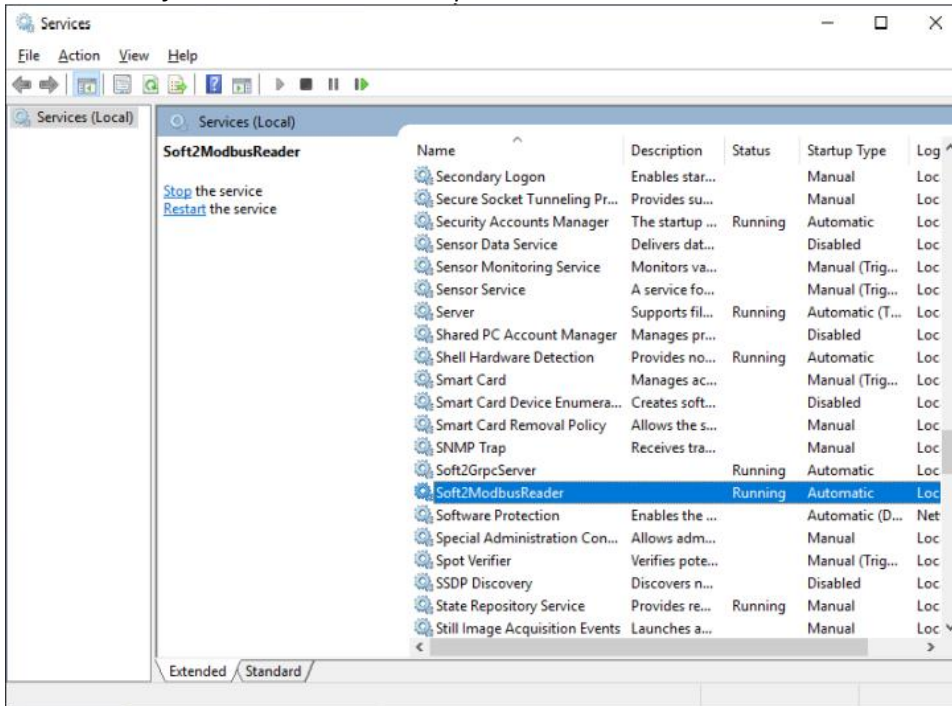 Services
File Action View Help
Services (Local)
Services (Local)
Soft2ModbusReader
Stop the service
Restart the service
Name Description Status Startup Type Log
Secondary Logon Enables star... Manual Loc
Secure Socket Tunneling Pr... Provides su... Manual Loc
Security Accounts Manager The startup ... Running Automatic Loc
Sensor Data Service Delivers dat... Disabled Loc
Sensor Monitoring Service Monitors va... Manual (Trig... Loc
Sensor Service A service fo... Manual (Trig... Loc
Server Supports fil... Running Automatic (T... Loc
Shared PC Account Manager Manages pr... Disabled Loc
Shell Hardware Detection Provides no... Running Automatic Loc
Smart Card Manages ac... Manual (Trig... Loc
Smart Card Device Enumera... Creates soft... Disabled Loc
Smart Card Removal Policy Allows the s... Manual Loc
SNMP Trap Receives tra... Manual Loc
Soft2GrpcServer Running Automatic Loc
Soft2ModbusReader Running Automatic Loc
Software Protection Enables the ... Automatic (D... Net
Special Administration Con... Allows adm... Manual Loc
Spot Verifier Verifies pote... Manual (Trig... Loc
SSDP Discovery Discovers n... Disabled Loc
State Repository Service Provides re... Running Manual Loc
Still Image Acquisition Events Launches a... Manual Loc
Extended Standard